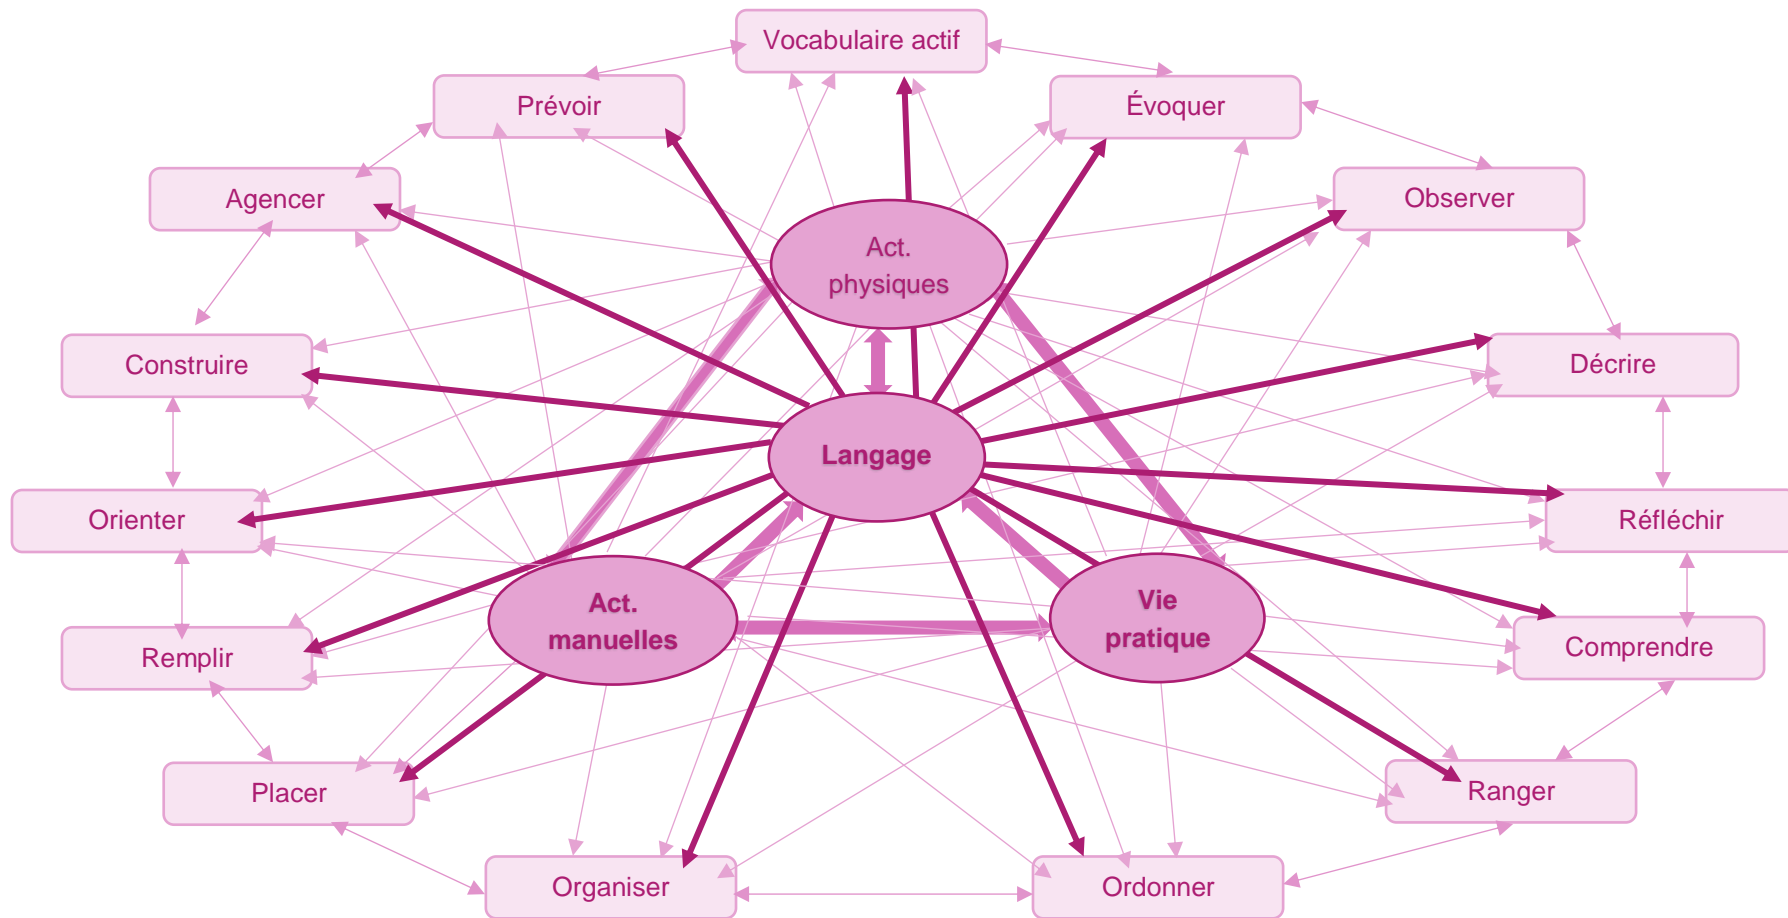 Vocabulaire actif
Prévoir
Évoquer
Agencer
Observer
Act.
physiques
Construire
Décrire
Langage
Orienter
Réfléchir
Act.
manuelles
Vie
pratique
Remplir
Comprendre
Placer
Ranger
Organiser
Ordonner